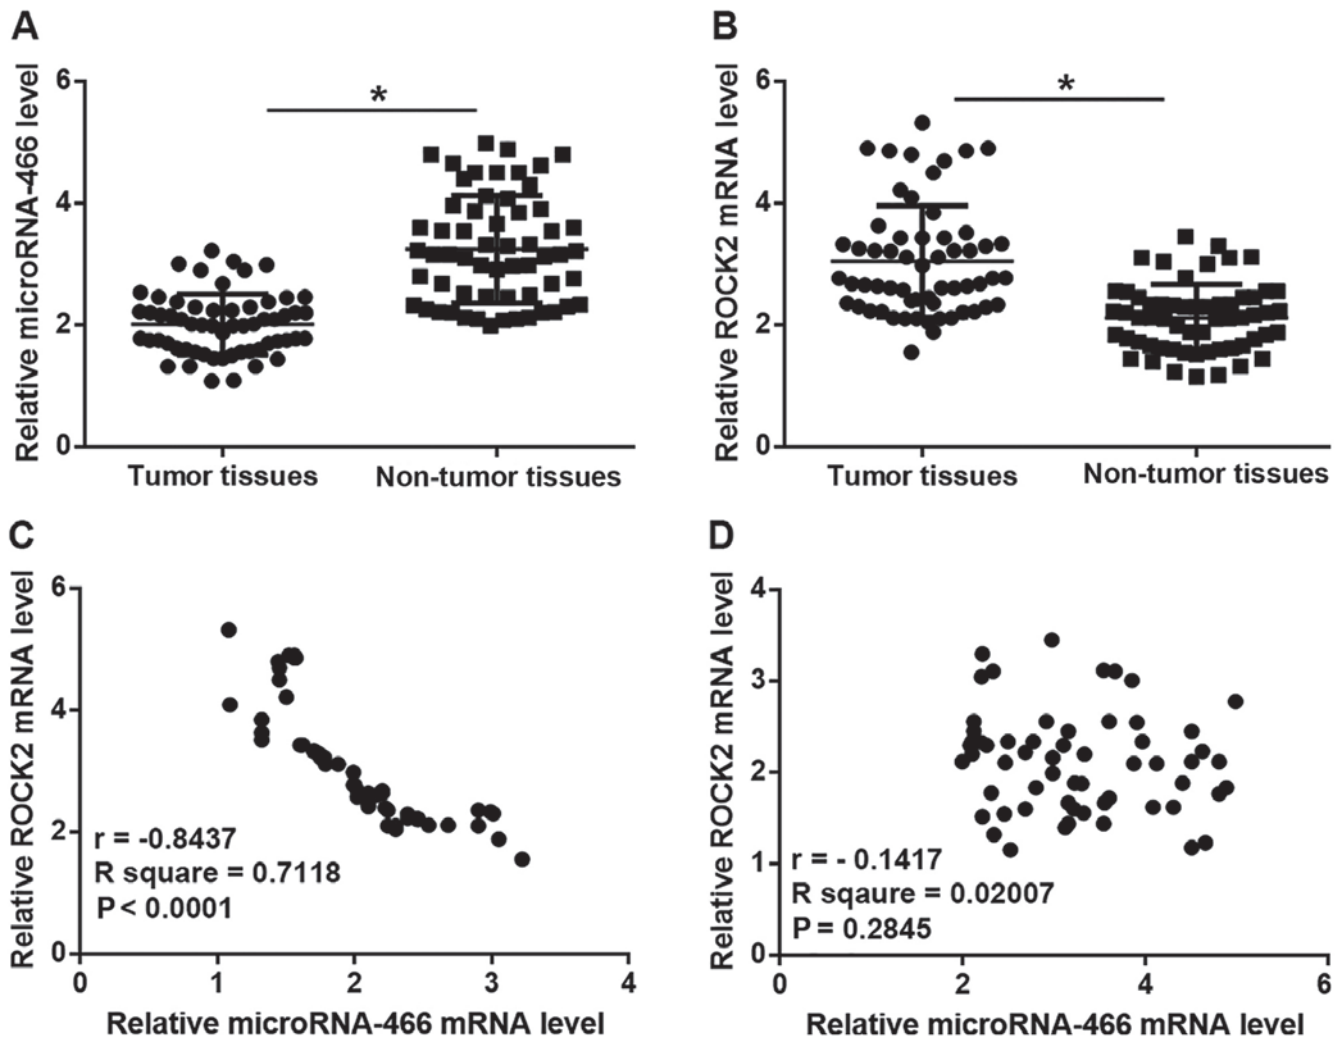 A
Relative microRNA-466 level
6
4
2
0
*
Tumor tissues
Non-tumor tissues
B
Relative ROCK2 mRNA level
6
4
2
0
*
Tumor tissues
Non-tumor tissues
C
Relative ROCK2 mRNA level
6
4
2
0
r = -0.8437
R square = 0.7118
P < 0.0001
0 1 2 3 4
Relative microRNA-466 mRNA level
D
Relative ROCK2 mRNA level
4
3
2
1
0
r = - 0.1417
R sqaure = 0.02007
P = 0.2845
0 2 4 6
Relative microRNA-466 mRNA level